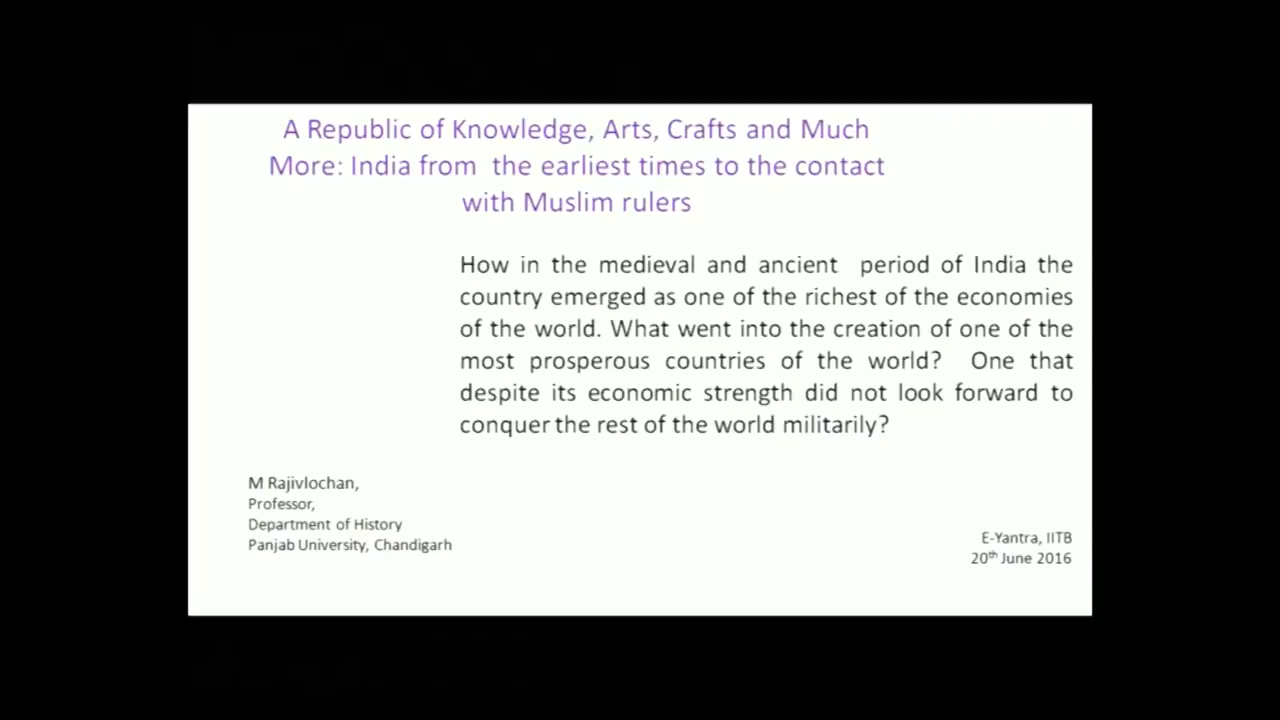 A Republic of Knowledge, Arts, Crafts and Much
More: India from the earliest times to the contact
with Muslim rulers
How in the medieval and ancient period of India the
country emerged as one of the richest of the economies
of the world. What went into the creation of one of the
most prosperous countries of the world? One that
despite its economic strength did not look forward to
conquer the rest of the world militarily?
M Rajivlochan,
Professor,
Department of History
Panjab University, Chandigarh
E-Yantra, IITB
20th June 2016